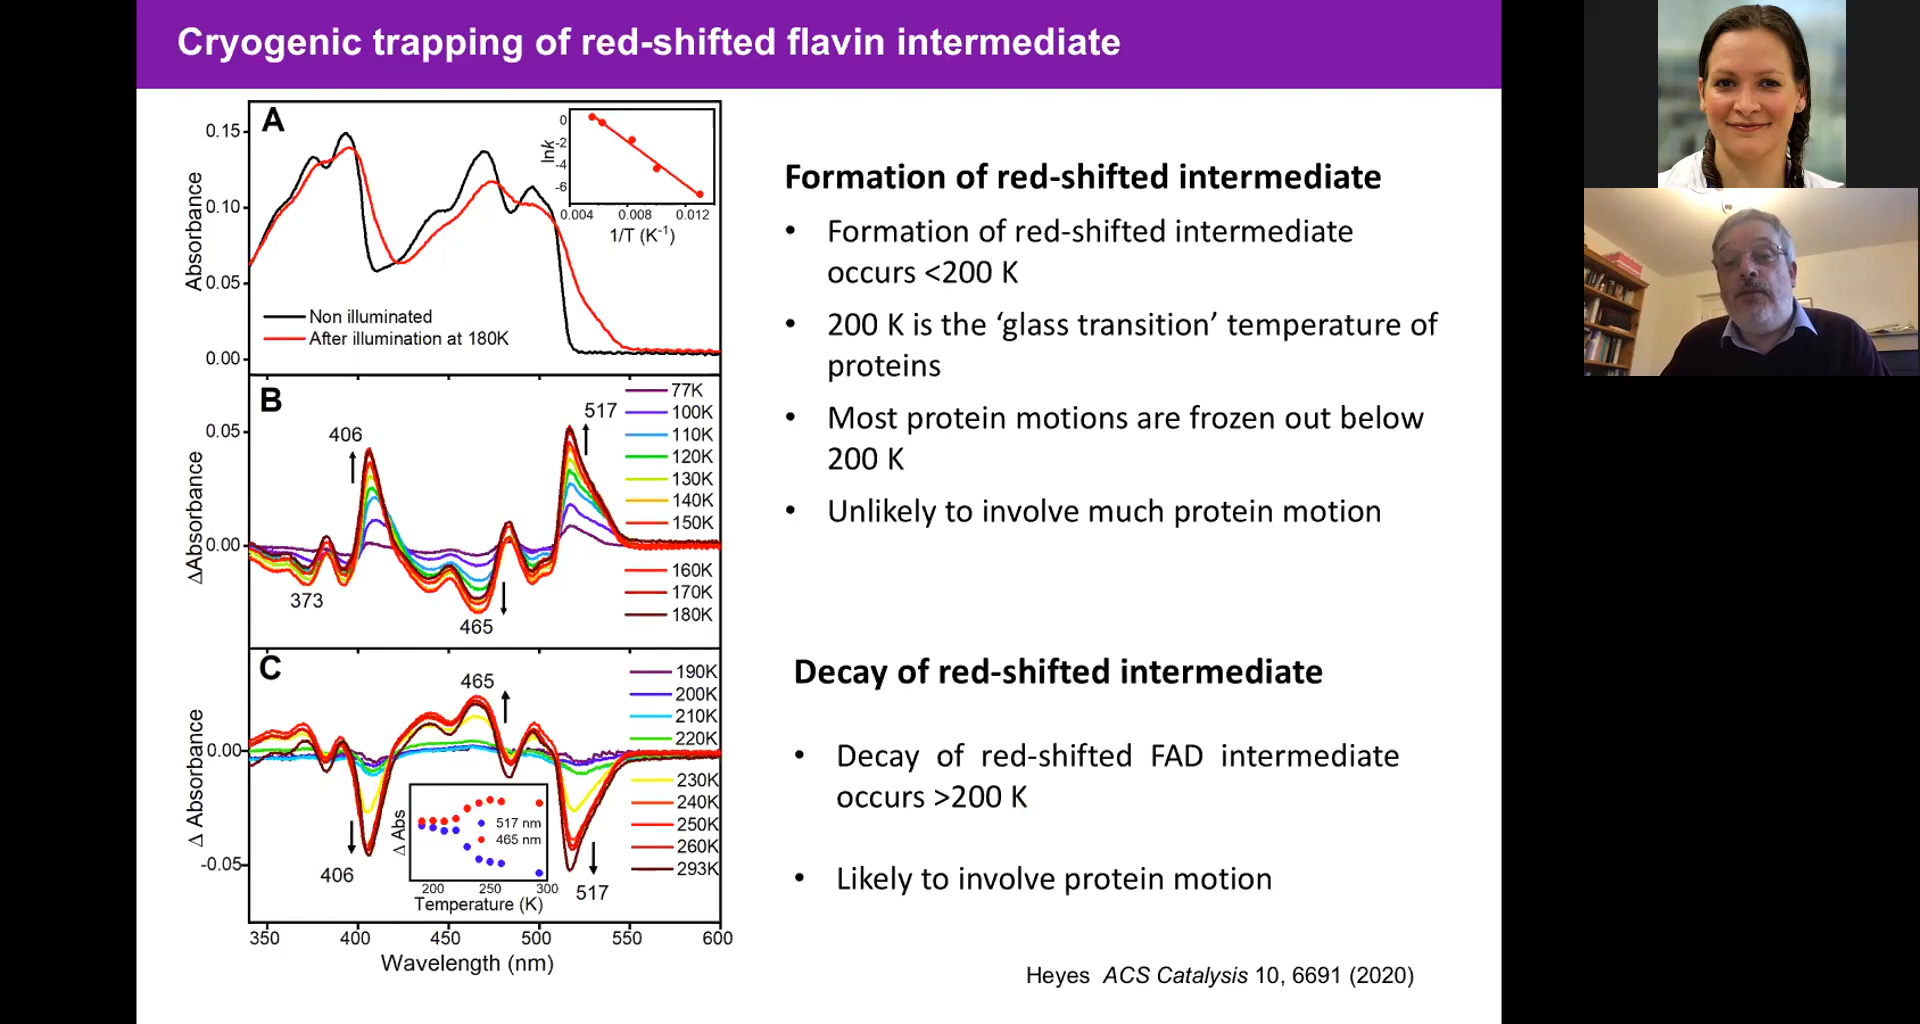 Cryogenic trapping of red-shifted flavin intermediate
A
0.15
0.10
0.05
0.00
Absorbance
Non illuminated
After illumination at 180K
lnk
0
-2
-4
-6
0.004 0.008 0.012
1/T (K-1)
B
0.05
0.00
ΔAbsorbance
406
517
373
465
77K
100K
110K
120K
130K
140K
150K
160K
170K
180K
C
0.00
-0.05
Δ Absorbance
465
406
517
190K
200K
210K
220K
230K
240K
250K
260K
293K
Δ Abs
517 nm
465 nm
200 250 300
Temperature (K)
350 400 450 500 550 600
Wavelength (nm)
Formation of red-shifted intermediate
• Formation of red-shifted intermediate
occurs <200 K
• 200 K is the ‘glass transition’ temperature of
proteins
• Most protein motions are frozen out below
200 K
• Unlikely to involve much protein motion
Decay of red-shifted intermediate
• Decay of red-shifted FAD intermediate
occurs >200 K
• Likely to involve protein motion
Heyes ACS Catalysis 10, 6691 (2020)